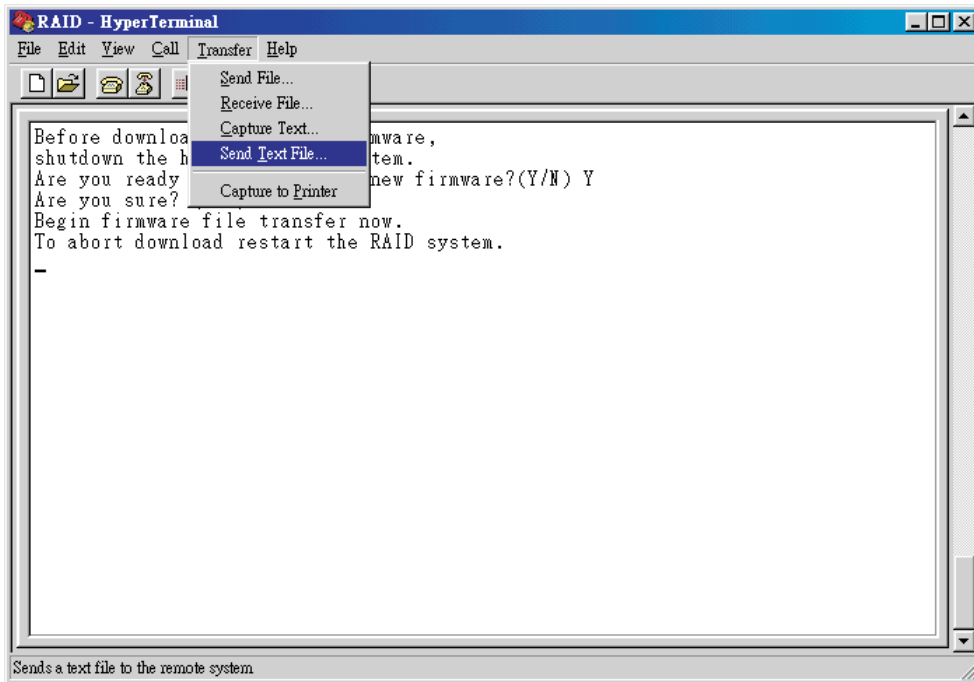 RAID - HyperTerminal
File Edit View Call Transfer Help
Send File...
Receive File...
Capture Text...
Send Text File...
Capture to Printer
Before downloa mware,
shutdown the h tem.
Are you ready new firmware?(Y/N) Y
Are you sure?
Begin firmware file transfer now.
To abort download restart the RAID system.
Sends a text file to the remote system